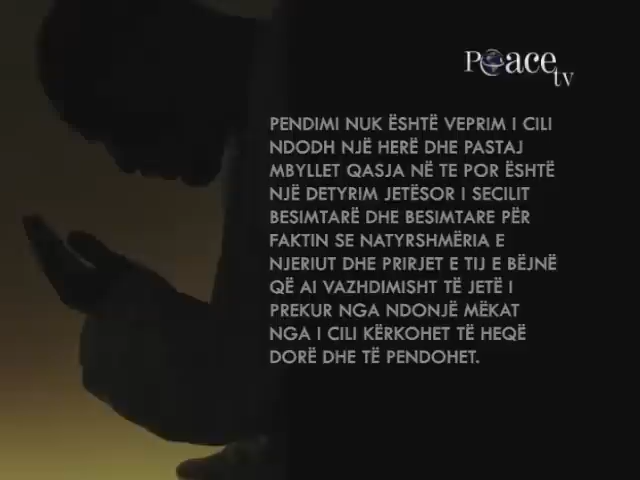 Peace tv
PENDIMI NUK ËSHTË VEPRIM I CILI
NDODH NJË HERË DHE PASTAJ
MBYLLET QASJA NË TE POR ËSHTË
NJË DETYRIM JETËSOR I SECILIT
BESIMTARË DHE BESIMTARE PËR
FAKTIN SE NATYRSHMËRIA E
NJERIUT DHE PRIRJET E TIJ E BËJNË
QË AI VAZHDIMISHT TË JETË I
PREKUR NGA NDONJË MËKAT
NGA I CILI KËRKOHET TË HEQË
DORË DHE TË PENDOHET.